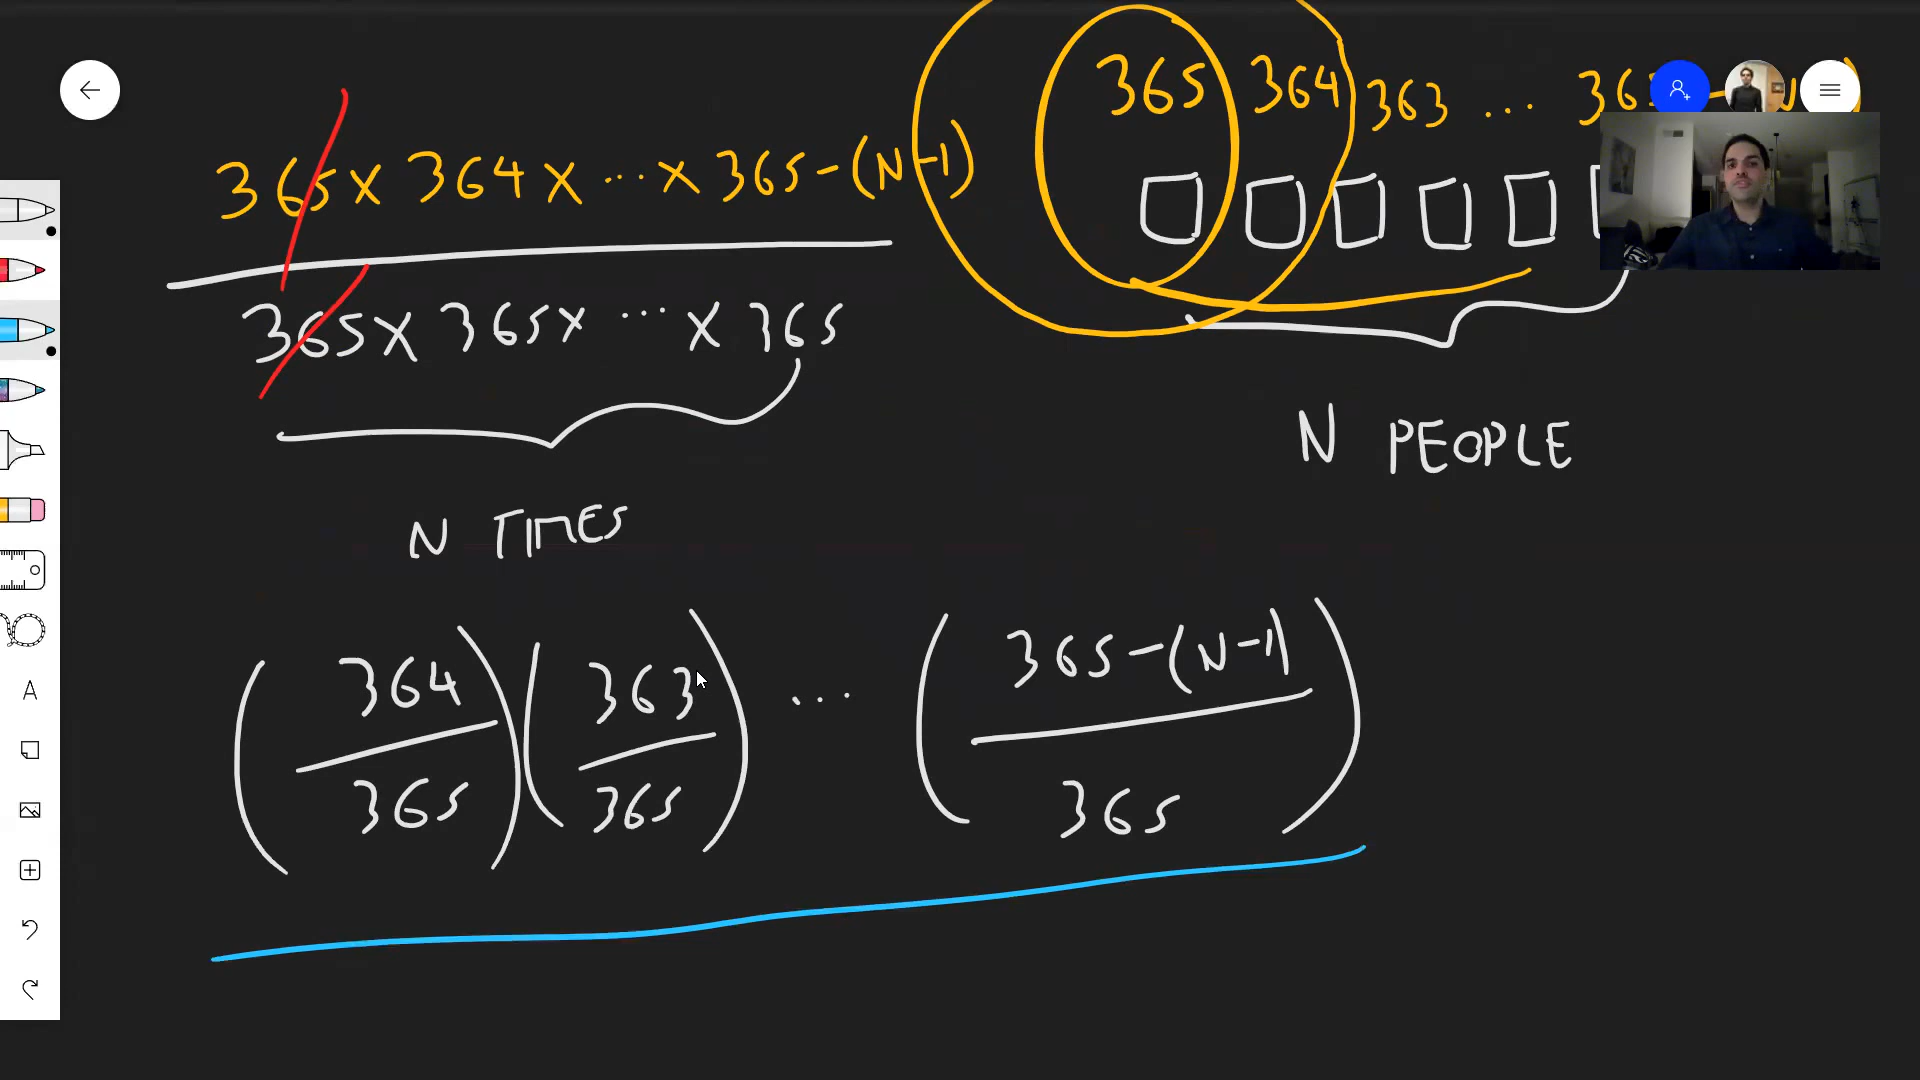 365 364 363 ... 365 - N
365 x 364 x ... x 365 - (N-1)
365 x 365 x ... x 365
N PEOPLE
N TIMES
(364/365)(363/365) ... (365-(N-1)/365)
A